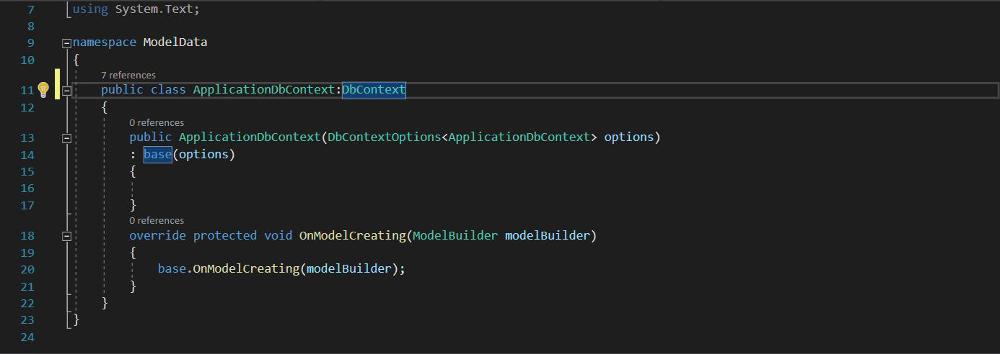 7 using System.Text;
8
9 namespace ModelData
10 {
7 references
11 public class ApplicationDbContext:DbContext
12 {
0 references
13 public ApplicationDbContext(DbContextOptions<ApplicationDbContext> options)
14 : base(options)
15 {
16
17 }
0 references
18 override protected void OnModelCreating(ModelBuilder modelBuilder)
19 {
20 base.OnModelCreating(modelBuilder);
21 }
22 }
23 }
24